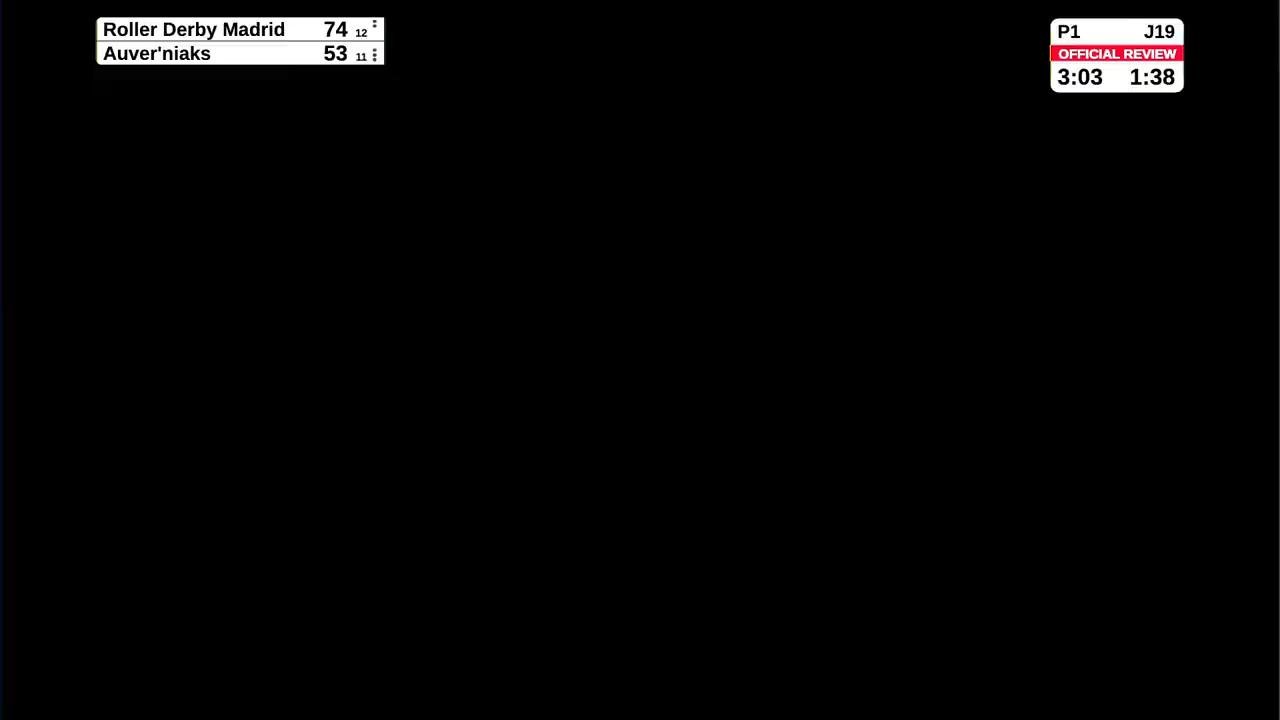 Roller Derby Madrid 74 12
Auver'niaks 53 11
P1 J19
OFFICIAL REVIEW
3:03 1:38